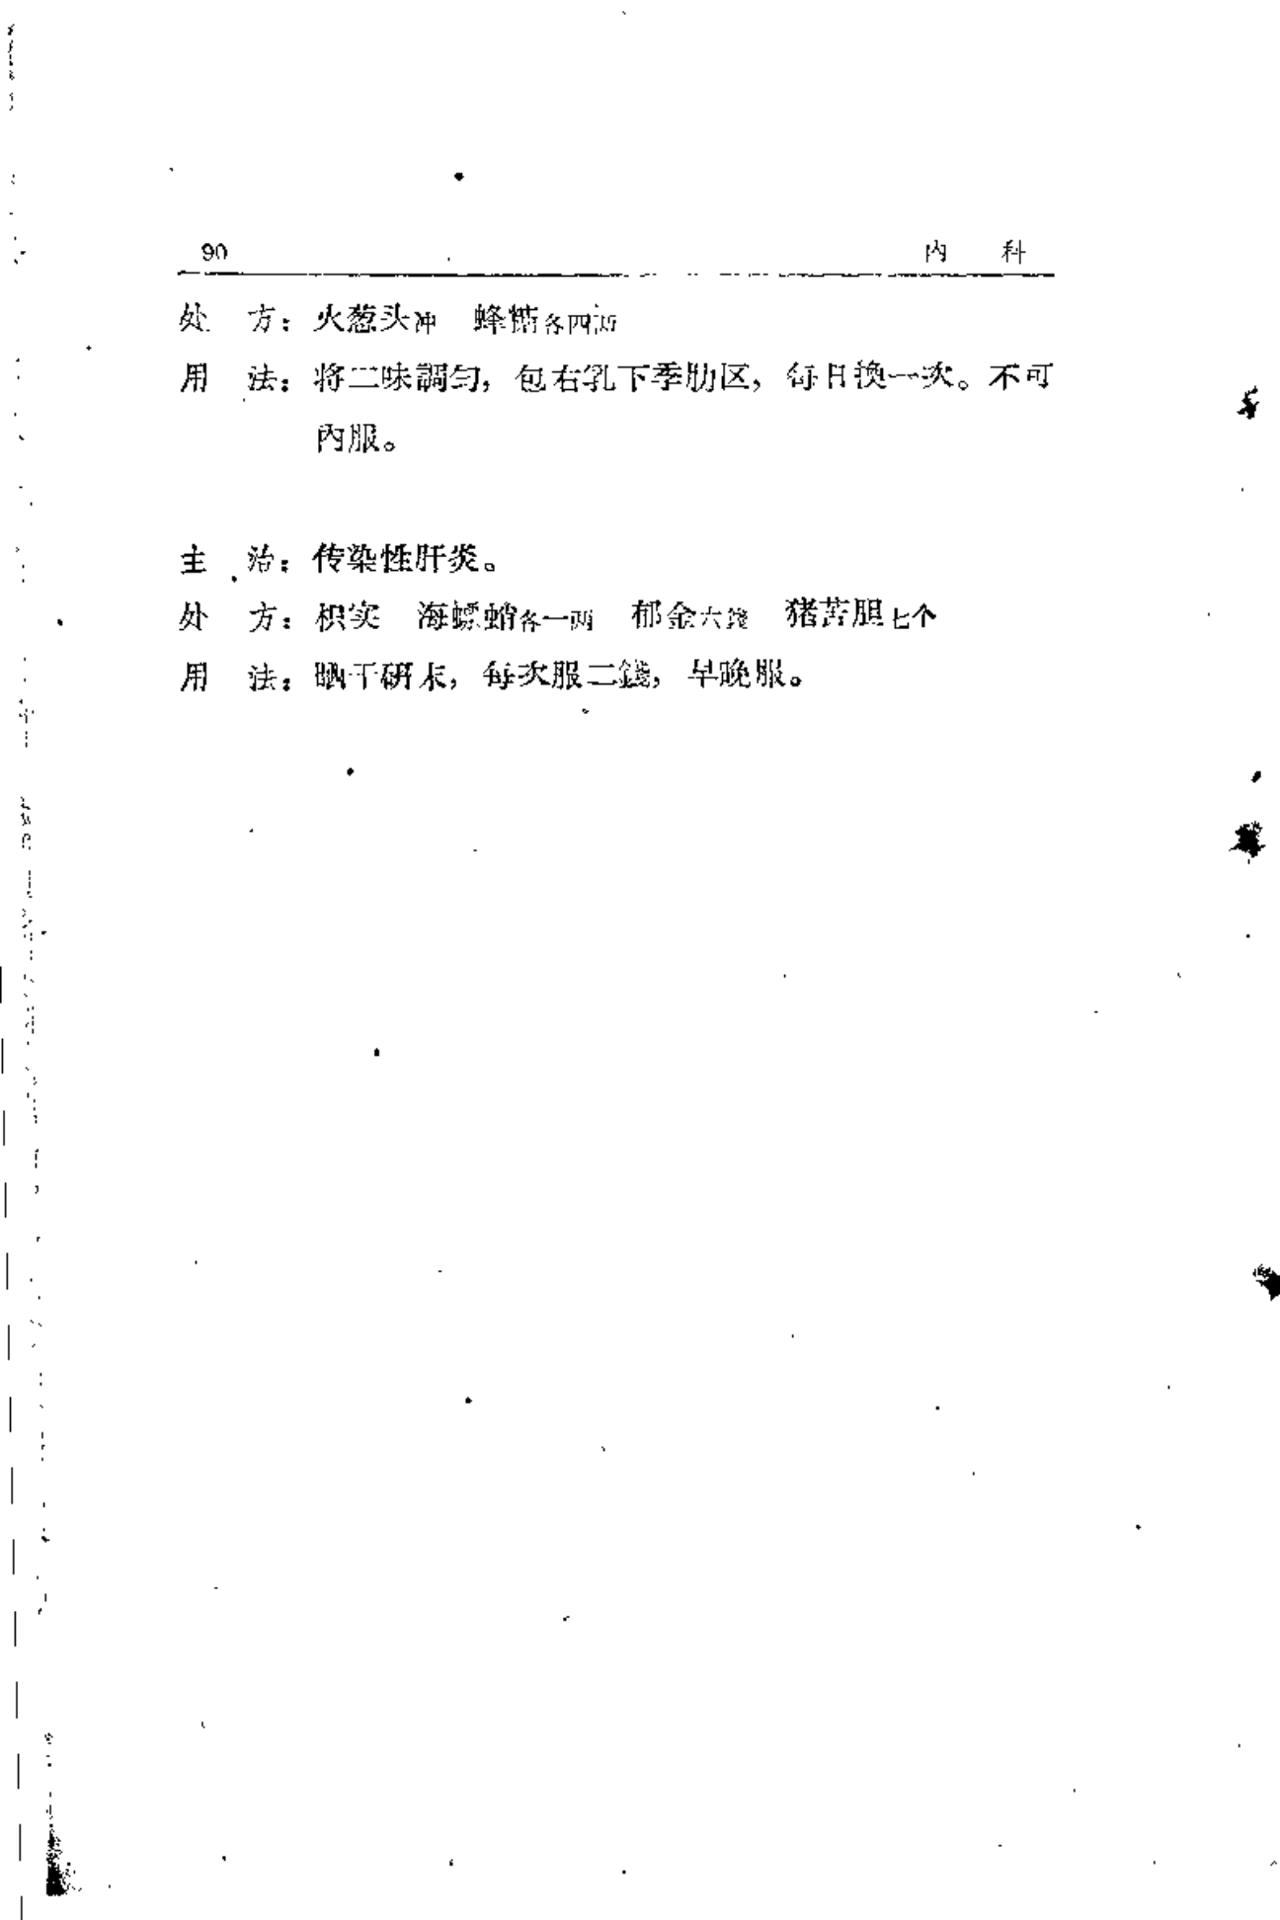 90 内 科
处 方：火葱头冲 蜂糖各四两
用 法：将二味調匀，包右乳下季肋区，每日换一次。不可
內服。
主 治：传染性肝炎。
处 方：枳实 海螵蛸各一两 郁金六錢 猪苦胆七个
用 法：晒干硏末，每次服二錢，早晚服。